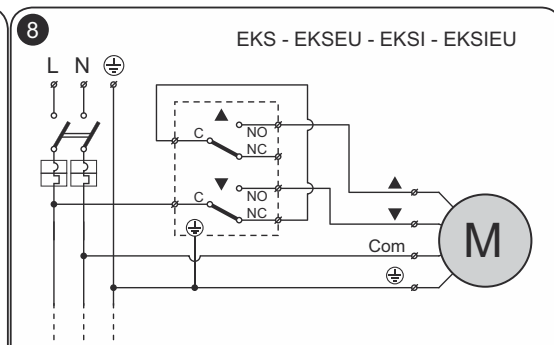 8
EKS - EKSEU - EKSI - EKSIEU
L N
C NO
NC
C NO
NC
Com
M